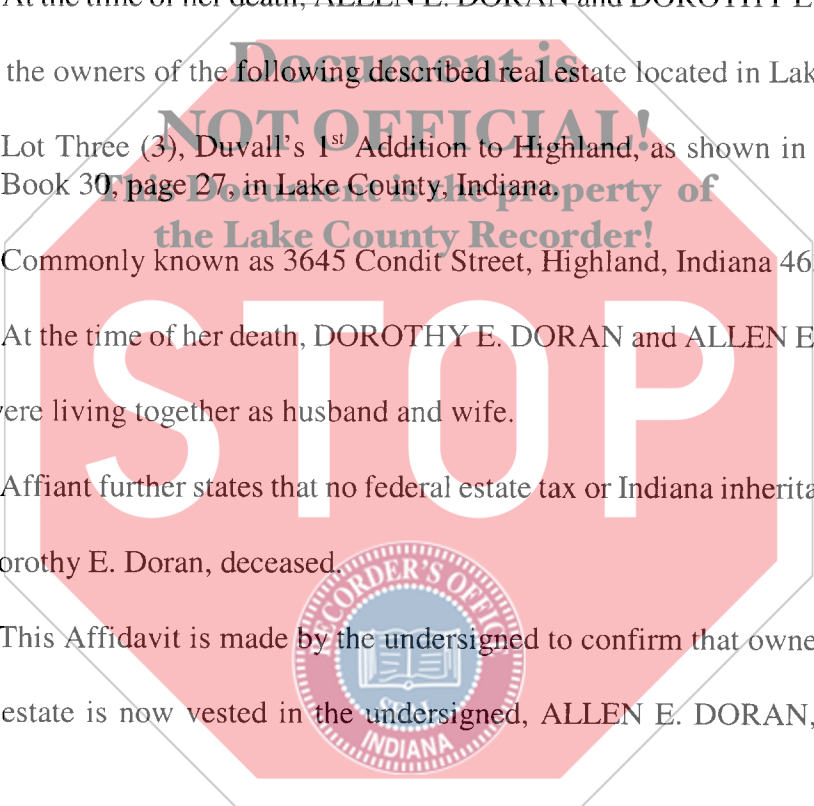 At the time of her death, ALLEN E. DORAN and DOROTHY E
Document is
the owners of the following described real estate located in Lak
NOT OFFICIAL!
Lot Three (3), Duvall's 1st Addition to Highland, as shown in
Book 30, page 27, in Lake County, Indiana.
This Document is the property of
the Lake County Recorder!
Commonly known as 3645 Condit Street, Highland, Indiana 46
STOP
At the time of her death, DOROTHY E. DORAN and ALLEN E
were living together as husband and wife.
Affiant further states that no federal estate tax or Indiana inherita
orothy E. Doran, deceased.
RECORDER'S OFFICE
SEAL
INDIANA
This Affidavit is made by the undersigned to confirm that owne
estate is now vested in the undersigned, ALLEN E. DORAN,